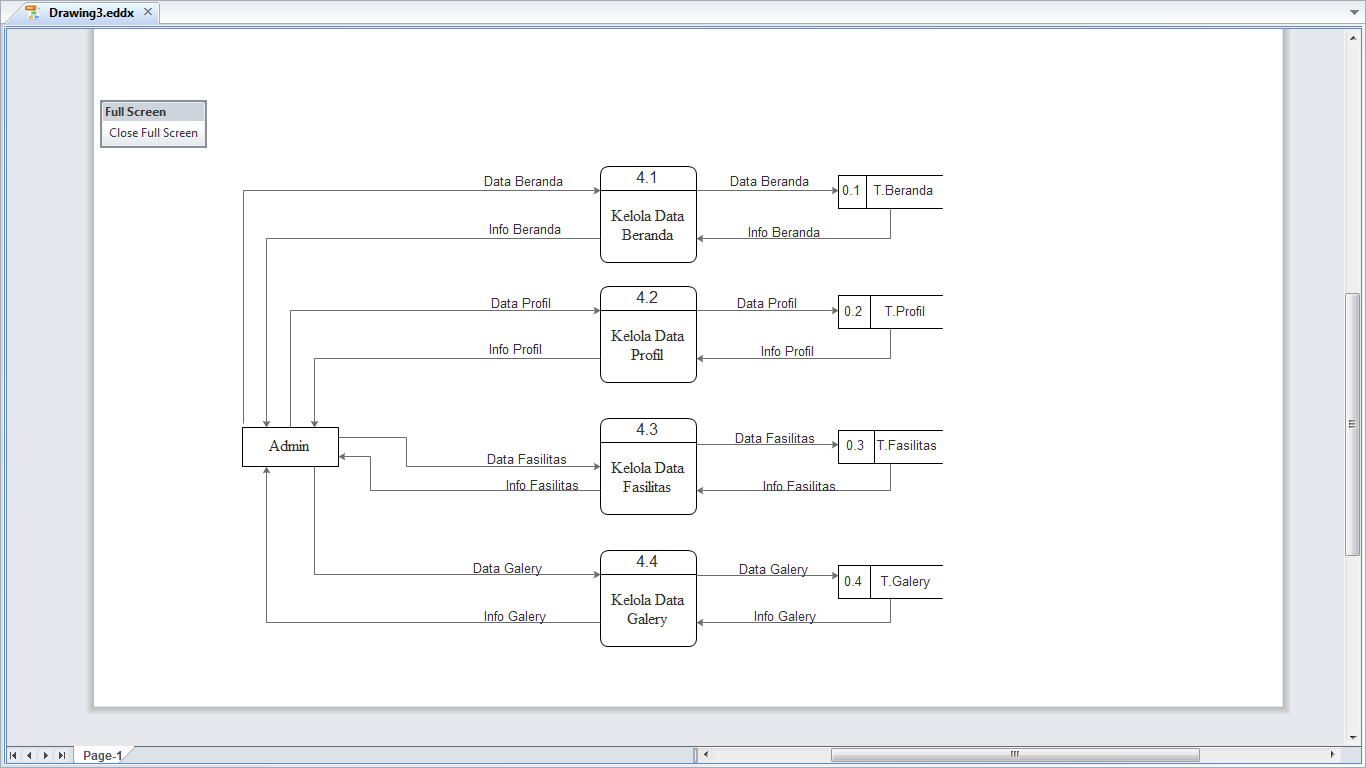 Drawing3.eddx
Full Screen
Close Full Screen
Data Beranda
4.1
Data Beranda
0.1
T.Beranda
Kelola Data
Beranda
Info Beranda
Info Beranda
Data Profil
4.2
Data Profil
0.2
T.Profil
Kelola Data
Profil
Info Profil
Info Profil
Admin
4.3
Data Fasilitas
0.3
T.Fasilitas
Data Fasilitas
Kelola Data
Fasilitas
Info Fasilitas
Info Fasilitas
Data Galery
4.4
Data Galery
0.4
T.Galery
Kelola Data
Galery
Info Galery
Info Galery
Page-1